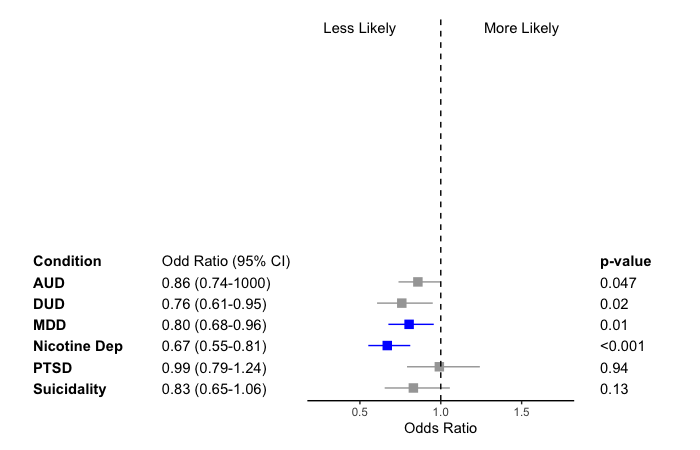 Less Likely More Likely
Condition Odd Ratio (95% CI) p-value
AUD 0.86 (0.74-1000) 0.047
DUD 0.76 (0.61-0.95) 0.02
MDD 0.80 (0.68-0.96) 0.01
Nicotine Dep 0.67 (0.55-0.81) <0.001
PTSD 0.99 (0.79-1.24) 0.94
Suicidality 0.83 (0.65-1.06) 0.13
0.5 1.0 1.5
Odds Ratio